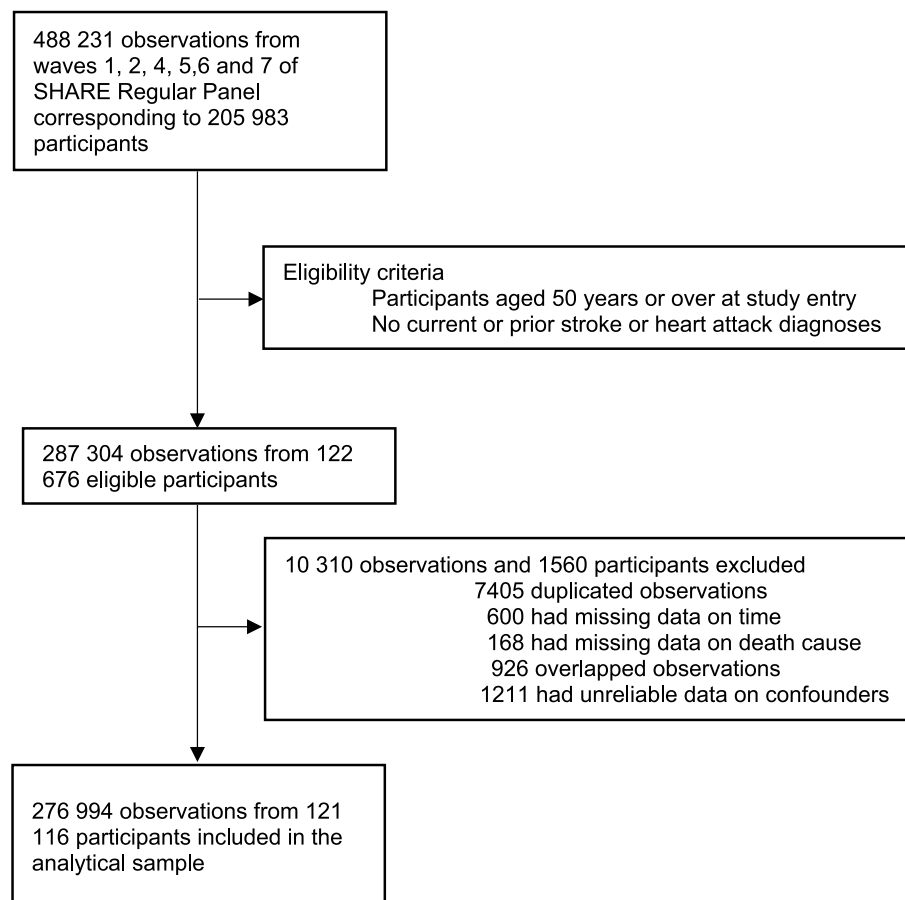 488 231 observations from
waves 1, 2, 4, 5,6 and 7 of
SHARE Regular Panel
corresponding to 205 983
participants
Eligibility criteria
Participants aged 50 years or over at study entry
No current or prior stroke or heart attack diagnoses
287 304 observations from 122
676 eligible participants
10 310 observations and 1560 participants excluded
7405 duplicated observations
600 had missing data on time
168 had missing data on death cause
926 overlapped observations
1211 had unreliable data on confounders
276 994 observations from 121
116 participants included in the
analytical sample